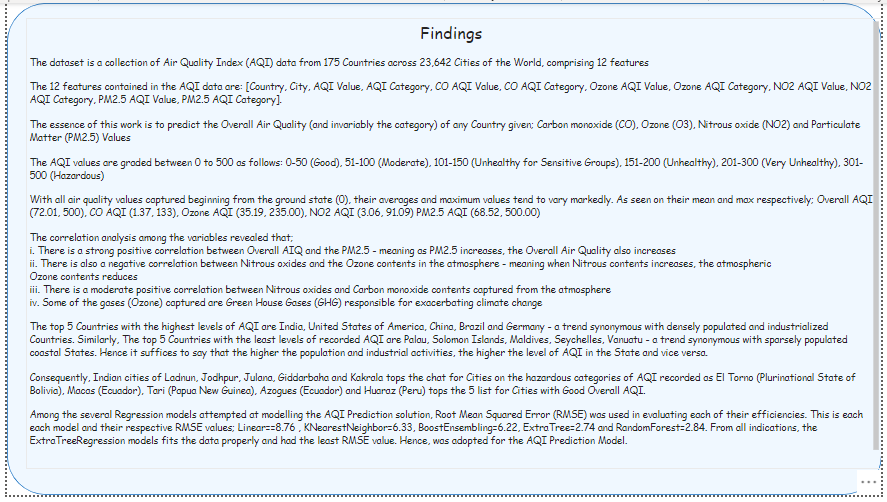 Findings
The dataset is a collection of Air Quality Index (AQI) data from 175 Countries across 23,642 Cities of the World, comprising 12 features
The 12 features contained in the AQI data are: [Country, City, AQI Value, AQI Category, CO AQI Value, CO AQI Category, Ozone AQI Value, Ozone AQI Category, NO2 AQI Value, NO2
AQI Category, PM2.5 AQI Value, PM2.5 AQI Category].
The essence of this work is to predict the Overall Air Quality (and invariably the category) of any Country given; Carbon monoxide (CO), Ozone (O3), Nitrous oxide (NO2) and Particulate
Matter (PM2.5) Values
The AQI values are graded between 0 to 500 as follows: 0-50 (Good), 51-100 (Moderate), 101-150 (Unhealthy for Sensitive Groups), 151-200 (Unhealthy), 201-300 (Very Unhealthy), 301-
500 (Hazardous)
With all air quality values captured beginning from the ground state (0), their averages and maximum values tend to vary markedly. As seen on their mean and max respectively; Overall AQI
(72.01, 500), CO AQI (1.37, 133), Ozone AQI (35.19, 235.00), NO2 AQI (3.06, 91.09) PM2.5 AQI (68.52, 500.00)
The correlation analysis among the variables revealed that;
i. There is a strong positive correlation between Overall AIQ and the PM2.5 - meaning as PM2.5 increases, the Overall Air Quality also increases
ii. There is also a negative correlation between Nitrous oxides and the Ozone contents in the atmosphere - meaning when Nitrous contents increases, the atmospheric
Ozone contents reduces
iii. There is a moderate positive correlation between Nitrous oxides and Carbon monoxide contents captured from the atmosphere
iv. Some of the gases (Ozone) captured are Green House Gases (GHG) responsible for exacerbating climate change
The top 5 Countries with the highest levels of AQI are India, United States of America, China, Brazil and Germany - a trend synonymous with densely populated and industrialized
Countries. Similarly, The top 5 Countries with the least levels of recorded AQI are Palau, Solomon Islands, Maldives, Seychelles, Vanuatu - a trend synonymous with sparsely populated
coastal States. Hence it suffices to say that the higher the population and industrial activities, the higher the level of AQI in the State and vice versa.
Consequently, Indian cities of Ladnun, Jodhpur, Julana, Giddarbaha and Kakrala tops the chat for Cities on the hazardous categories of AQI recorded as El Torno (Plurinational State of
Bolivia), Macas (Ecuador), Tari (Papua New Guinea), Azogues (Ecuador) and Huaraz (Peru) tops the 5 list for Cities with Good Overall AQI.
Among the several Regression models attempted at modelling the AQI Prediction solution, Root Mean Squared Error (RMSE) was used in evaluating each of their efficiencies. This is each
each model and their respective RMSE values; Linear==8.76 , KNearestNeighbor=6.33, BoostEnsembling=6.22, ExtraTree=2.74 and RandomForest=2.84. From all indications, the
ExtraTreeRegression models fits the data properly and had the least RMSE value. Hence, was adopted for the AQI Prediction Model.